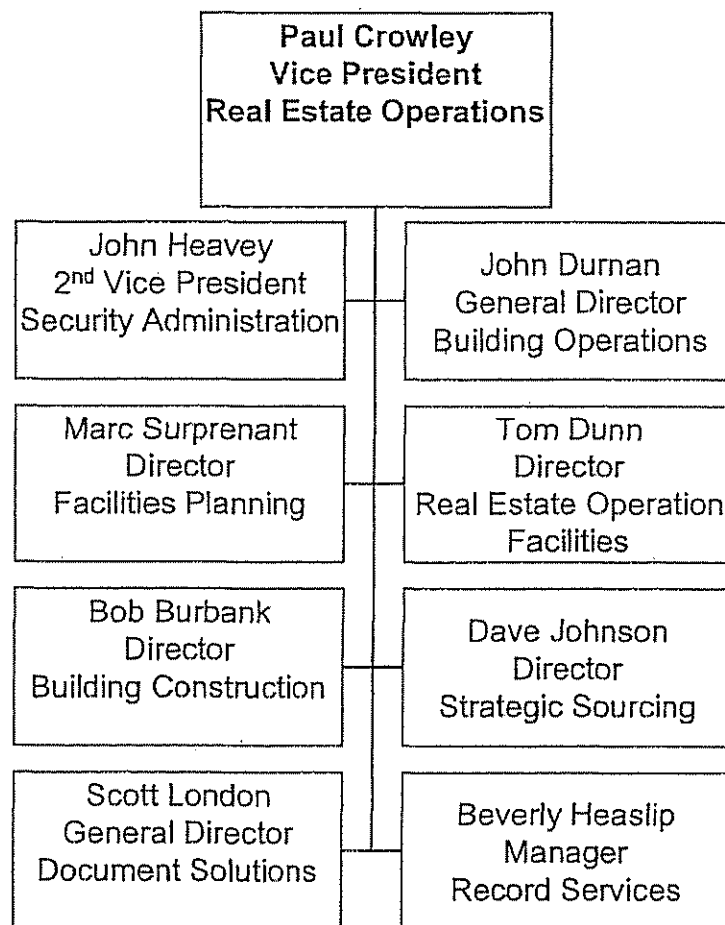 Paul Crowley
Vice President
Real Estate Operations
John Heavey
2nd Vice President
Security Administration
John Durnan
General Director
Building Operations
Marc Surprenant
Director
Facilities Planning
Tom Dunn
Director
Real Estate Operation
Facilities
Bob Burbank
Director
Building Construction
Dave Johnson
Director
Strategic Sourcing
Scott London
General Director
Document Solutions
Beverly Heaslip
Manager
Record Services